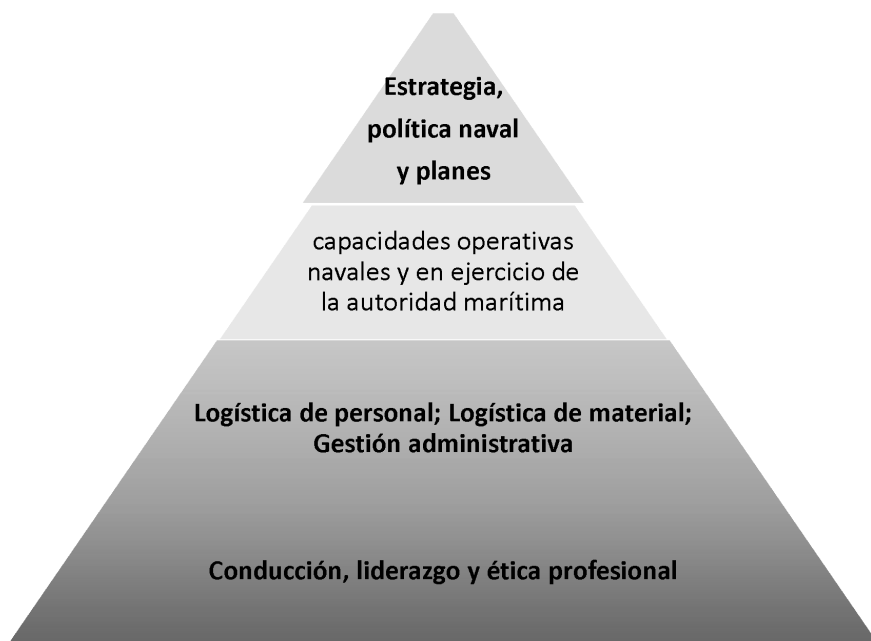 Estrategia,
política naval
y planes
capacidades operativas
navales y en ejercicio de
la autoridad marítima
Logística de personal; Logística de material;
Gestión administrativa
Conducción, liderazgo y ética profesional